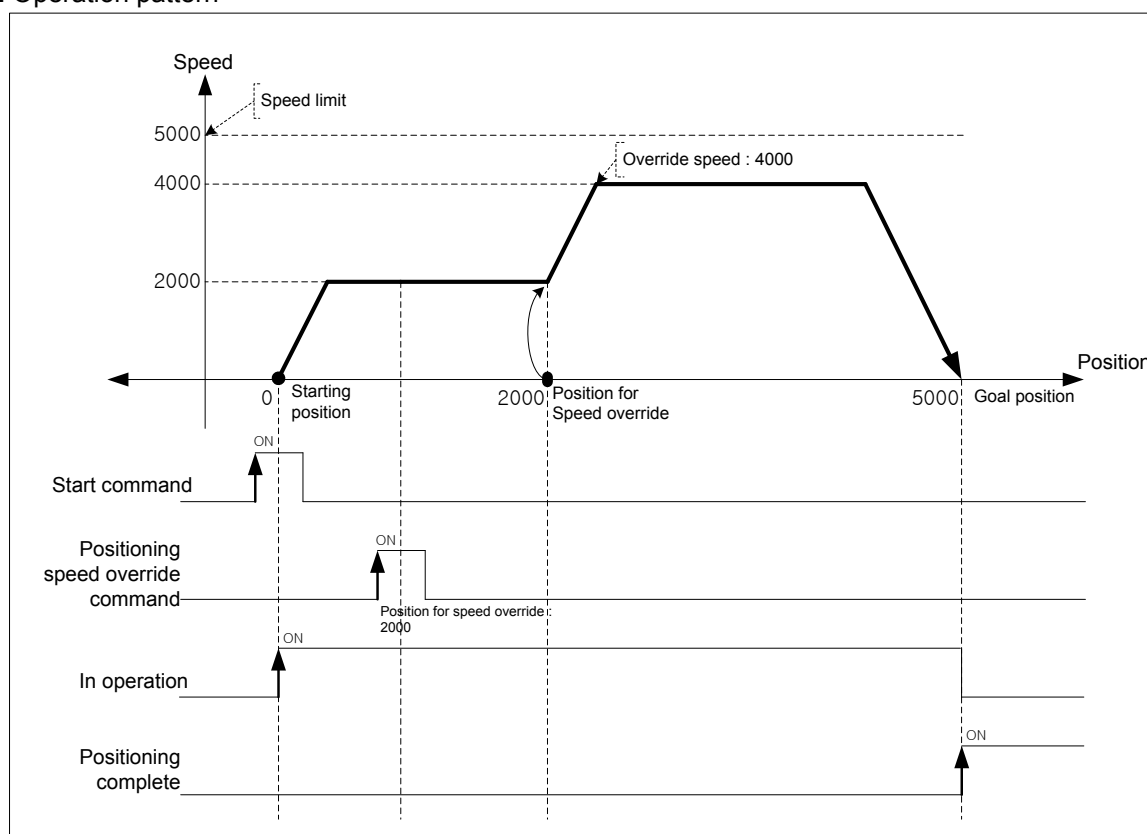 Operation pattern
Speed
Speed limit
5000
Override speed : 4000
4000
2000
Position
0
Starting
position
2000
Position for
Speed override
5000
Goal position
ON
Start command
ON
Positioning
speed override
command
Position for speed override :
2000
ON
In operation
ON
Positioning
complete